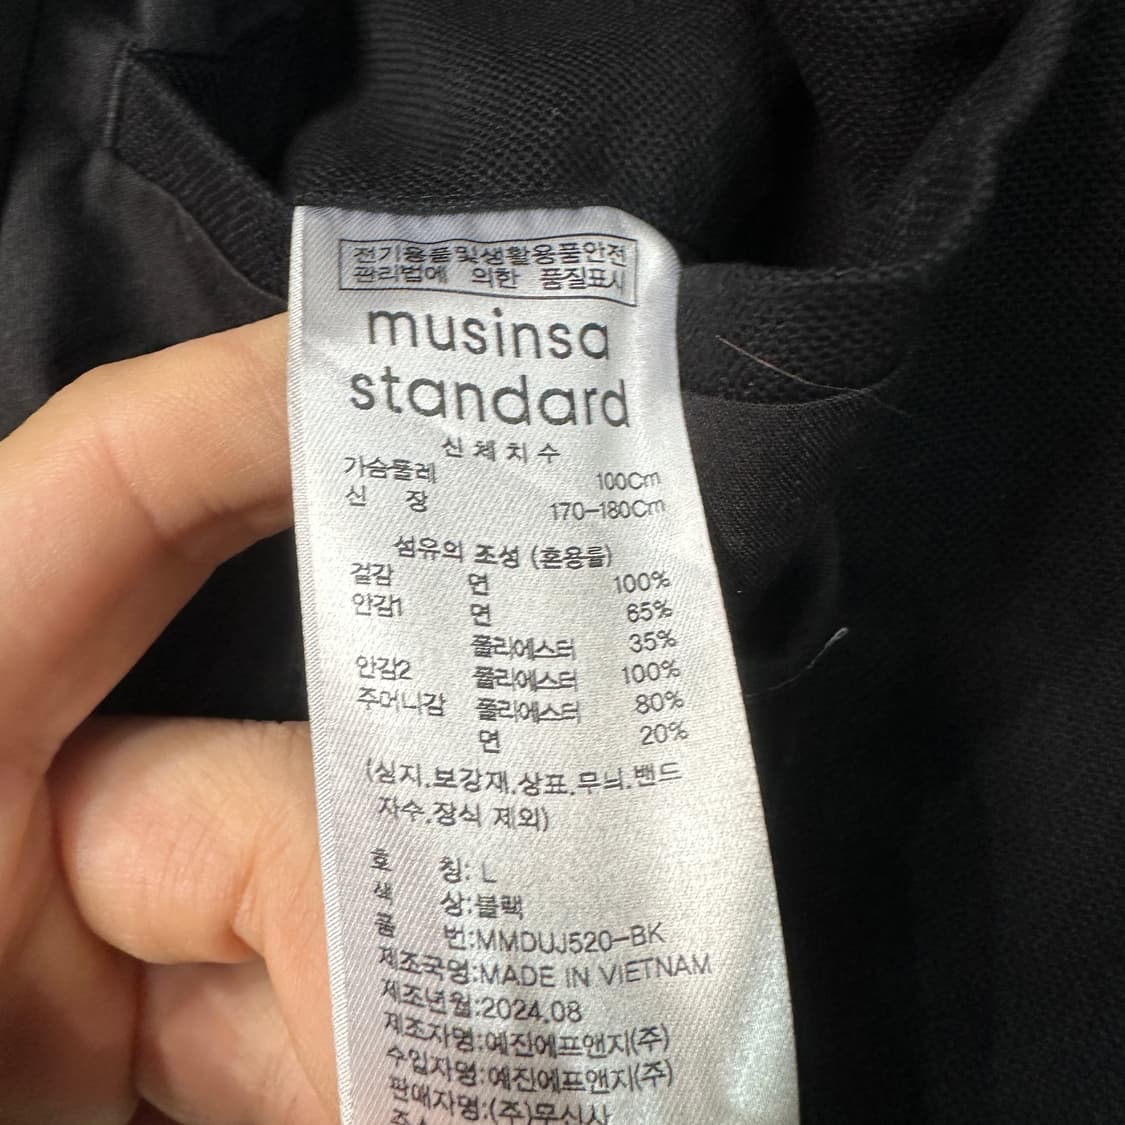 전기용품및생활용품안전
관리법에 의한 품질표시
musinsa
standard
신체치수
가슴둘레 100Cm
신 장 170-180Cm
섬유의 조성 (혼용률)
겉감 면 100%
안감1 면 65%
폴리에스터 35%
안감2 폴리에스터 100%
주머니감 폴리에스터 80%
면 20%
(심지.보강재.상표.무늬.밴드
자수.장식 제외)
호 칭: L
색 상:블랙
품 번:MMDUJ520-BK
제조국명:MADE IN VIETNAM
제조년월:2024.08
제조자명:예진에프앤지(주)
수입자명:예진에프앤지(주)
판매자명:(주)무신사